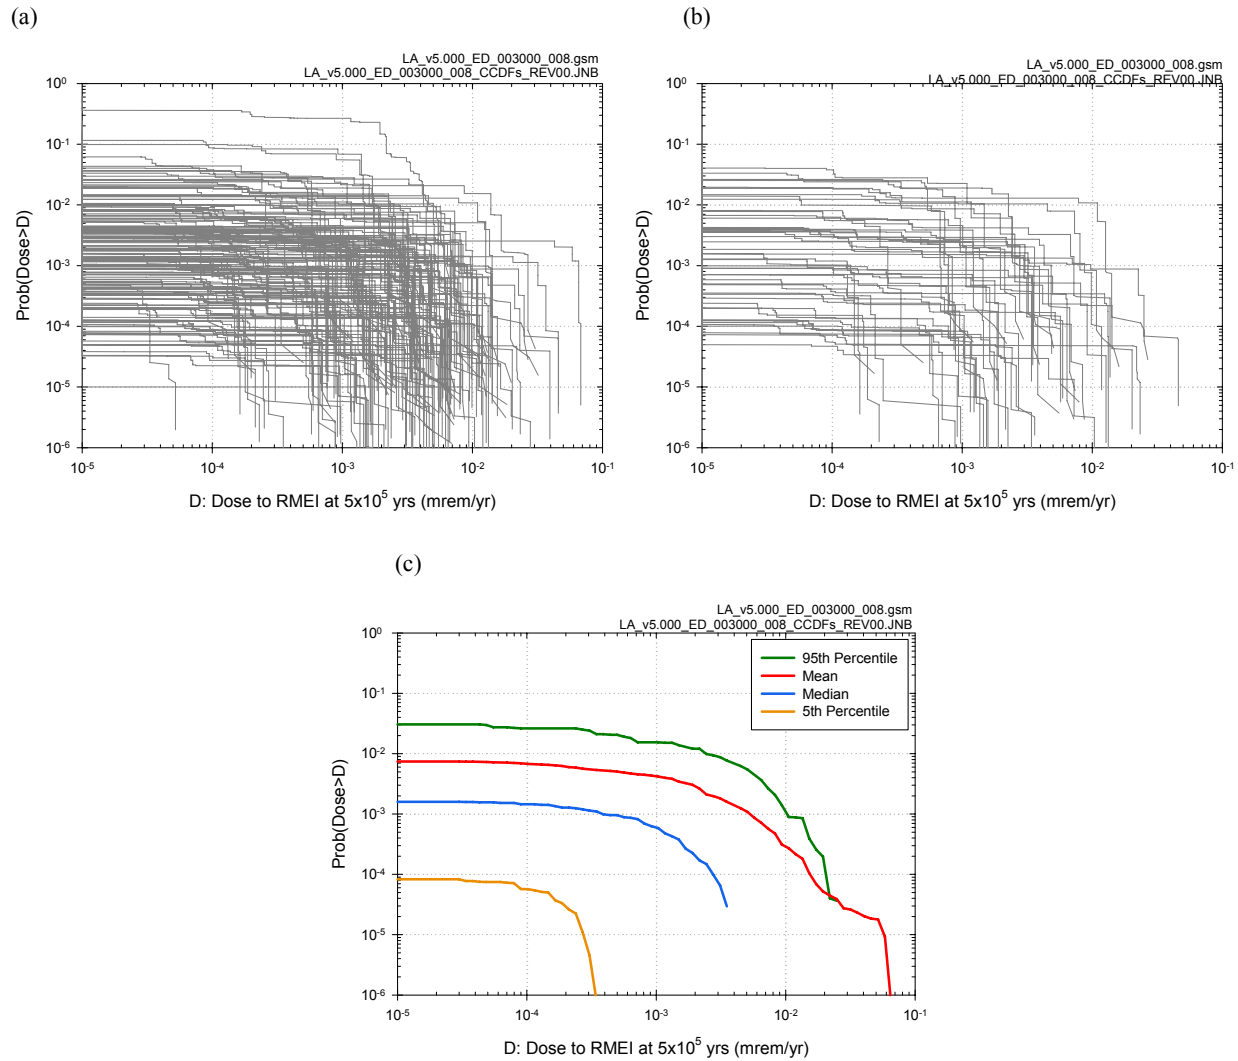 (a)
(b)
LA_v5.000_ED_003000_008.gsm
LA_v5.000_ED_003000_008_CCDFs_REV00.JNB
10⁰
10⁻¹
10⁻²
10⁻³
10⁻⁴
10⁻⁵
10⁻⁶
Prob(Dose>D)
10⁻⁵ 10⁻⁴ 10⁻³ 10⁻² 10⁻¹
D: Dose to RMEI at 5x10⁵ yrs (mrem/yr)
LA_v5.000_ED_003000_008.gsm
LA_v5.000_ED_003000_008_CCDFs_REV00.JNB
10⁰
10⁻¹
10⁻²
10⁻³
10⁻⁴
10⁻⁵
10⁻⁶
Prob(Dose>D)
10⁻⁵ 10⁻⁴ 10⁻³ 10⁻² 10⁻¹
D: Dose to RMEI at 5x10⁵ yrs (mrem/yr)
(c)
LA_v5.000_ED_003000_008.gsm
LA_v5.000_ED_003000_008_CCDFs_REV00.JNB
10⁰
10⁻¹
10⁻²
10⁻³
10⁻⁴
10⁻⁵
10⁻⁶
Prob(Dose>D)
95th Percentile
Mean
Median
5th Percentile
10⁻⁵ 10⁻⁴ 10⁻³ 10⁻² 10⁻¹
D: Dose to RMEI at 5x10⁵ yrs (mrem/yr)